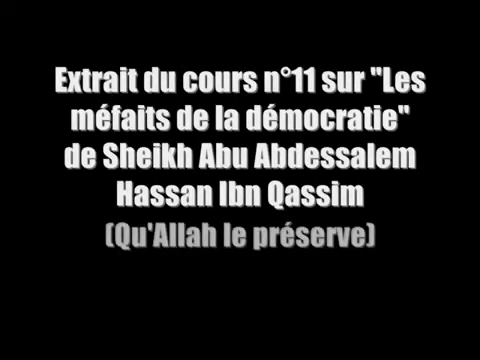 Extrait du cours n°11 sur "Les
méfaits de la démocratie"
de Sheikh Abu Abdessalem
Hassan Ibn Qassim
(Qu'Allah le préserve)